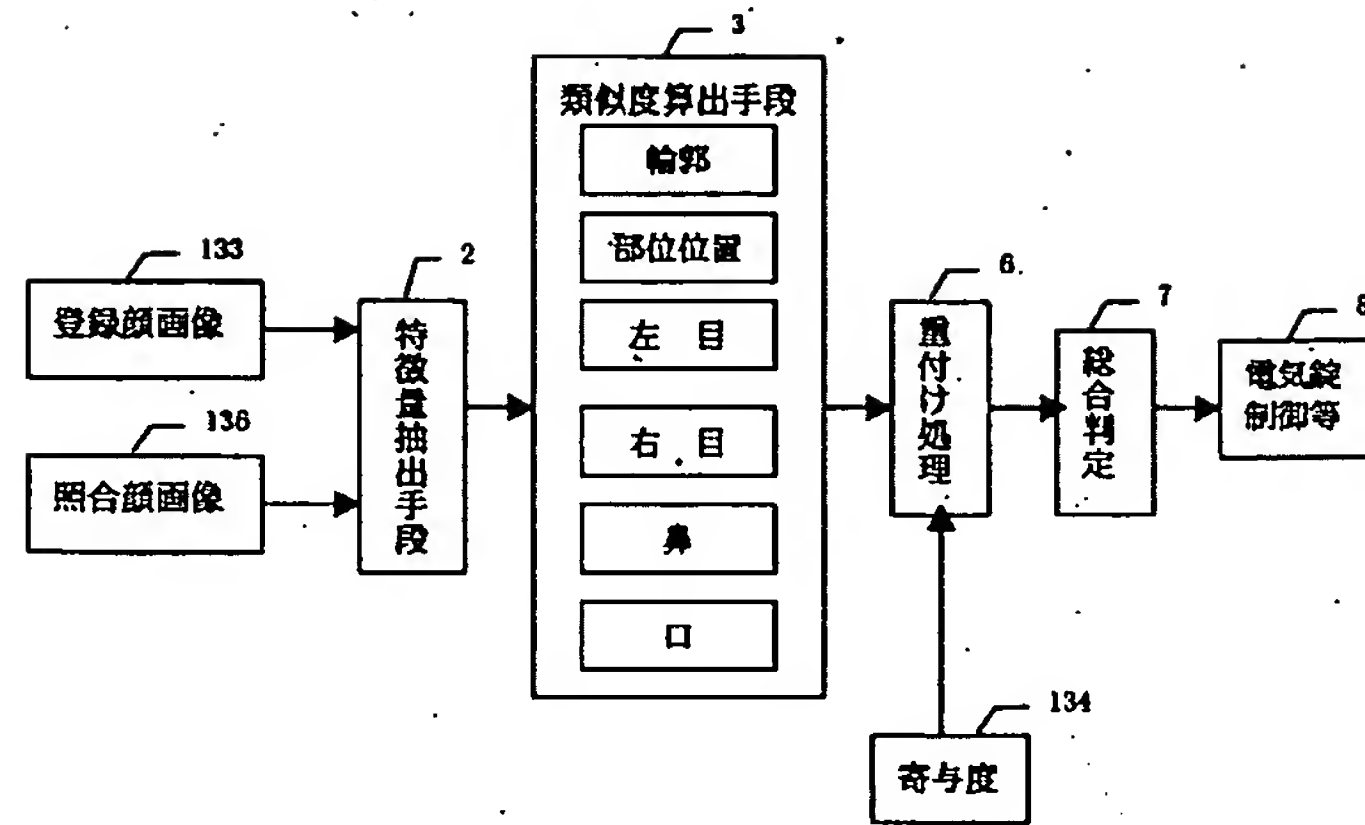 3
類似度算出手段
輪郭
部位位置
左 目
右 目
鼻
口
133
登録顔画像
136
照合顔画像
2
特徴量抽出手段
6
重付け処理
7
総合判定
8
電気錠
制御等
134
寄与度